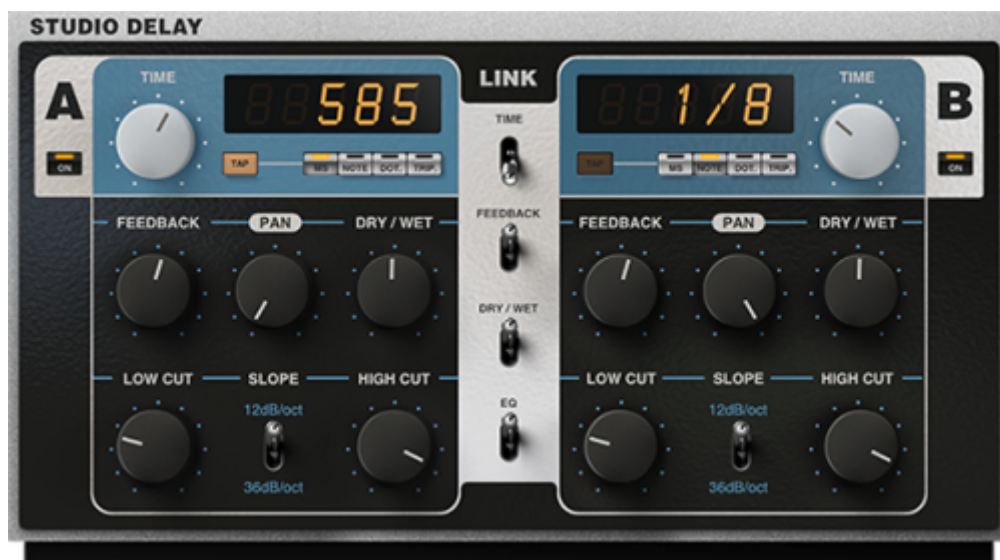 STUDIO DELAY
A
TIME
585
ON
TAP
MS NOTE DOT. TRIP.
FEEDBACK PAN DRY / WET
LOW CUT SLOPE HIGH CUT
12dB/oct
36dB/oct
LINK
TIME
FEEDBACK
DRY / WET
EQ
1/8
TIME
B
TAP
MS NOTE DOT. TRIP.
ON
FEEDBACK PAN DRY / WET
LOW CUT SLOPE HIGH CUT
12dB/oct
36dB/oct